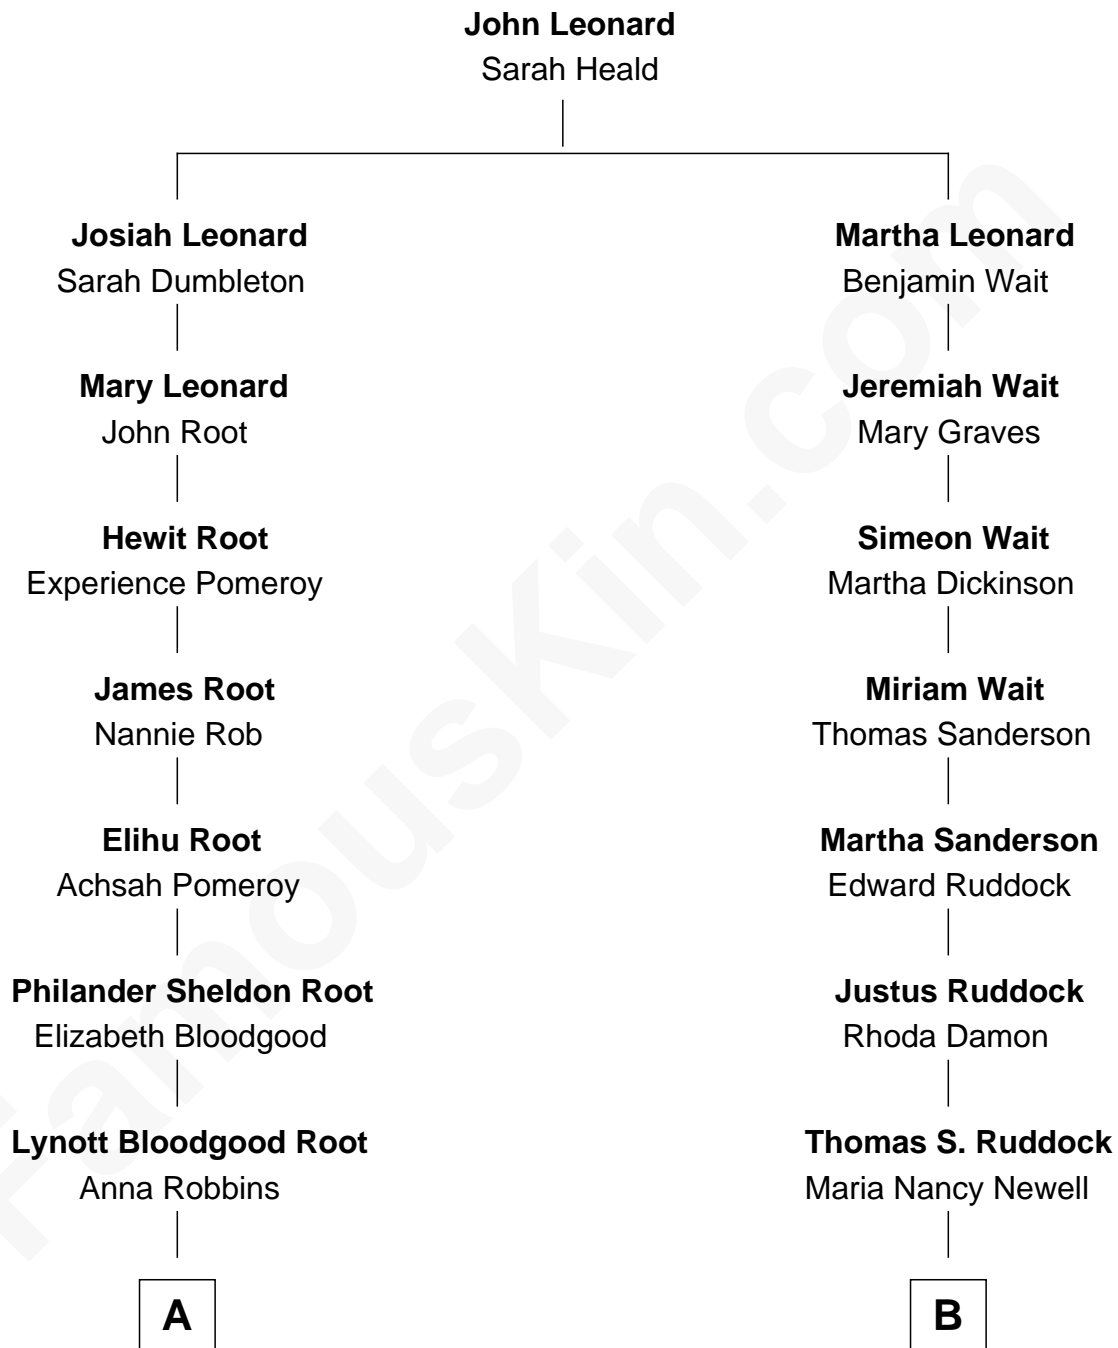 John Leonard
Sarah Heald
Josiah Leonard
Sarah Dumbleton
Martha Leonard
Benjamin Wait
Mary Leonard
John Root
Jeremiah Wait
Mary Graves
Hewit Root
Experience Pomeroy
Simeon Wait
Martha Dickinson
James Root
Nannie Rob
Miriam Wait
Thomas Sanderson
Elihu Root
Achsah Pomeroy
Martha Sanderson
Edward Ruddock
Philander Sheldon Root
Elizabeth Bloodgood
Justus Ruddock
Rhoda Damon
Lynott Bloodgood Root
Anna Robbins
Thomas S. Ruddock
Maria Nancy Newell
A
B
FamousKin.com